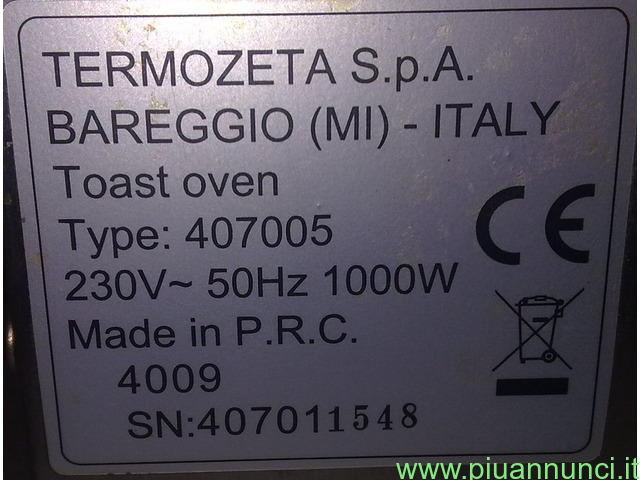 TERMOZETA S.p.A.
BAREGGIO (MI) - ITALY
Toast oven
Type: 407005
230V~ 50Hz 1000W
Made in P.R.C.
4009
SN:407011548
CE
www.piuannunci.it